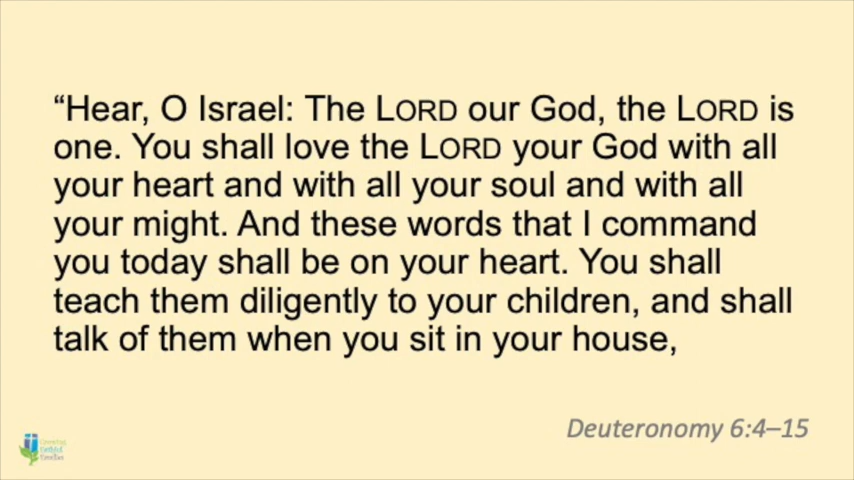 “Hear, O Israel: The LORD our God, the LORD is
one. You shall love the LORD your God with all
your heart and with all your soul and with all
your might. And these words that I command
you today shall be on your heart. You shall
teach them diligently to your children, and shall
talk of them when you sit in your house,
Deuteronomy 6:4–15